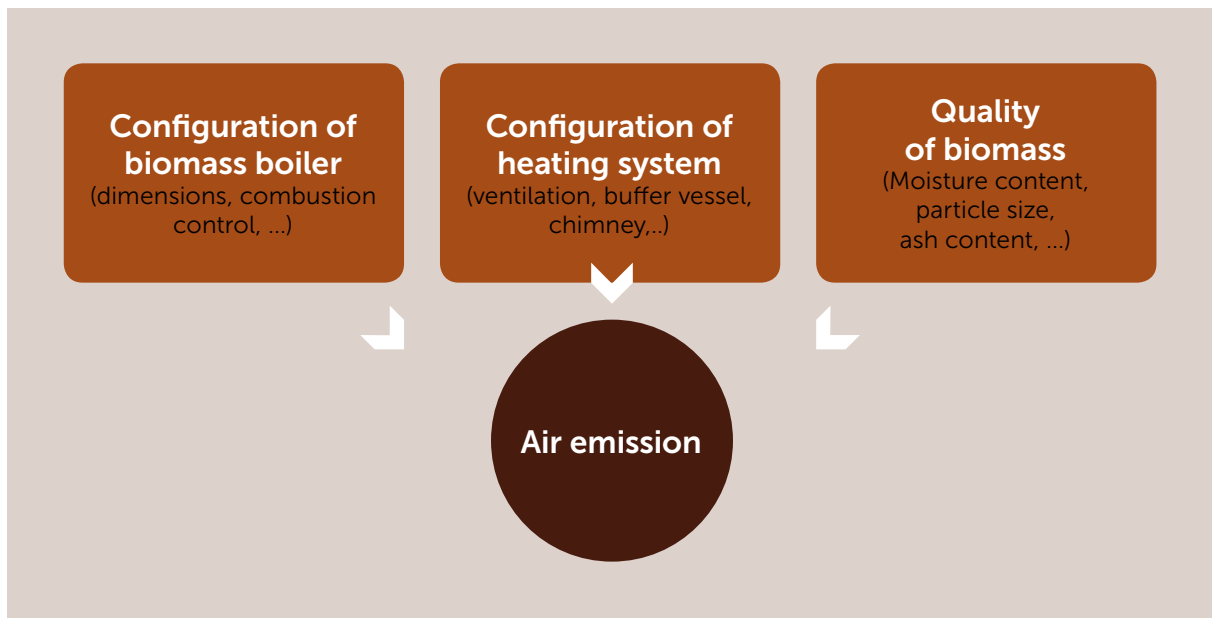 Configuration of
biomass boiler
(dimensions, combustion
control, ...)
Configuration of
heating system
(ventilation, buffer vessel,
chimney,..)
Quality
of biomass
(Moisture content,
particle size,
ash content, ...)
Air emission